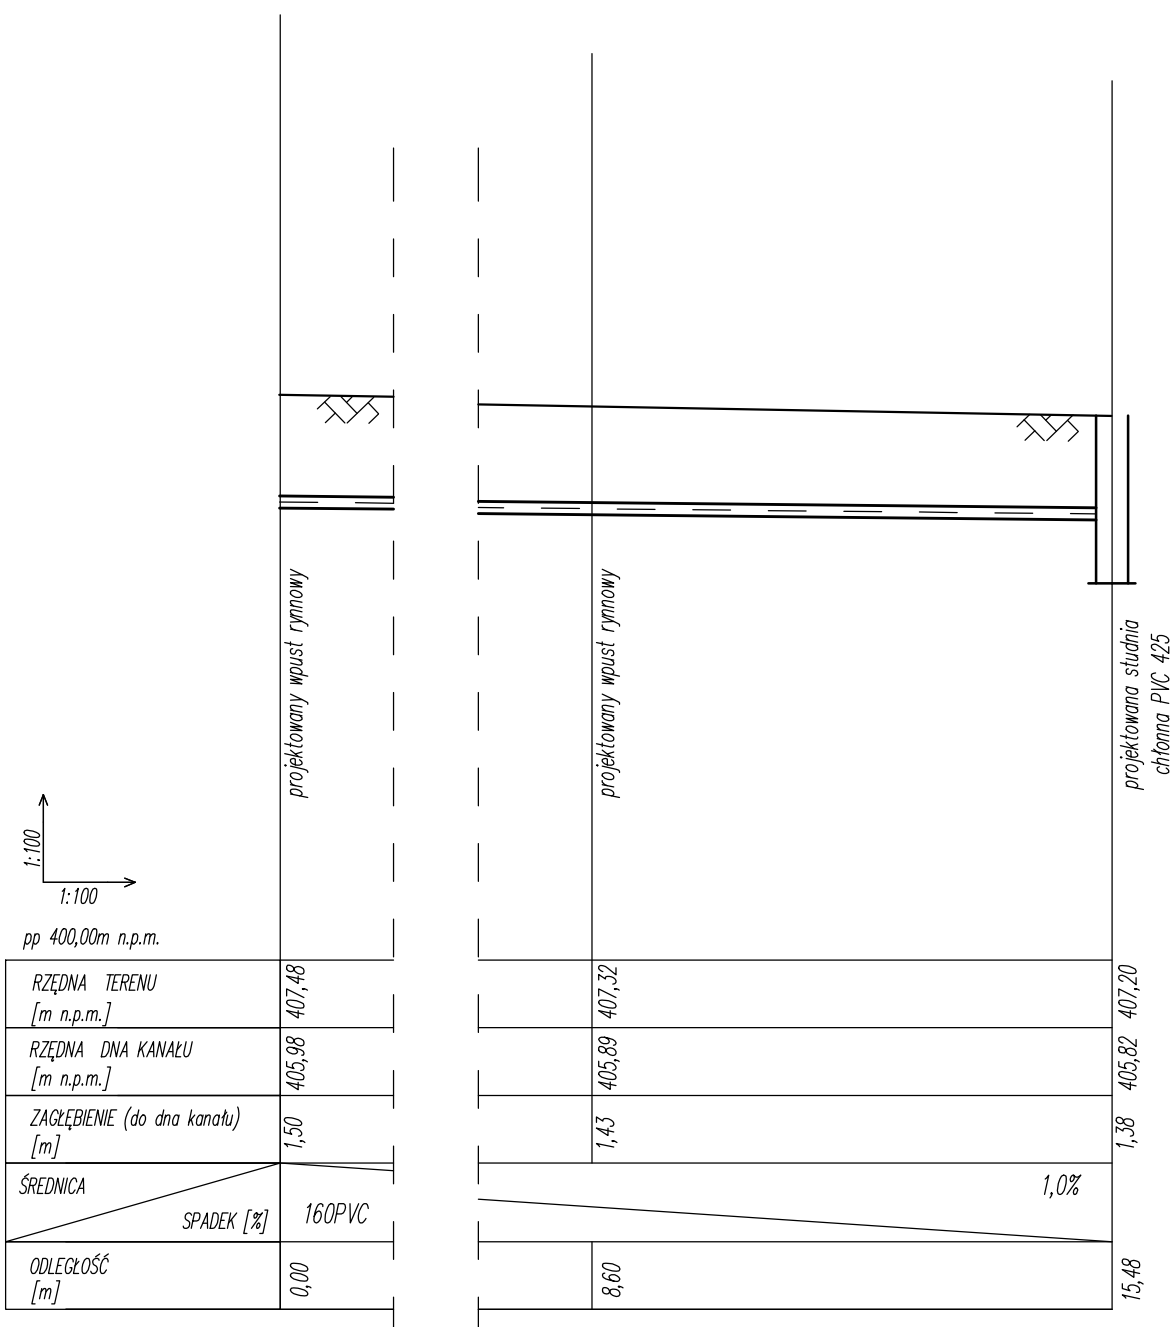 projektowany wpust rynnowy
projektowany wpust rynnowy
projektowana studnia
chłonna PVC 425
1:100
1:100
pp 400,00m n.p.m.
RZĘDNA TERENU
[m n.p.m.]
407,48
407,32
407,20
RZĘDNA DNA KANAŁU
[m n.p.m.]
405,98
405,89
405,82
ZAGŁĘBIENIE (do dna kanału)
[m]
1,50
1,43
1,38
ŚREDNICA
SPADEK [%]
160PVC
1,0%
ODLEGŁOŚĆ
[m]
0,00
8,60
15,48